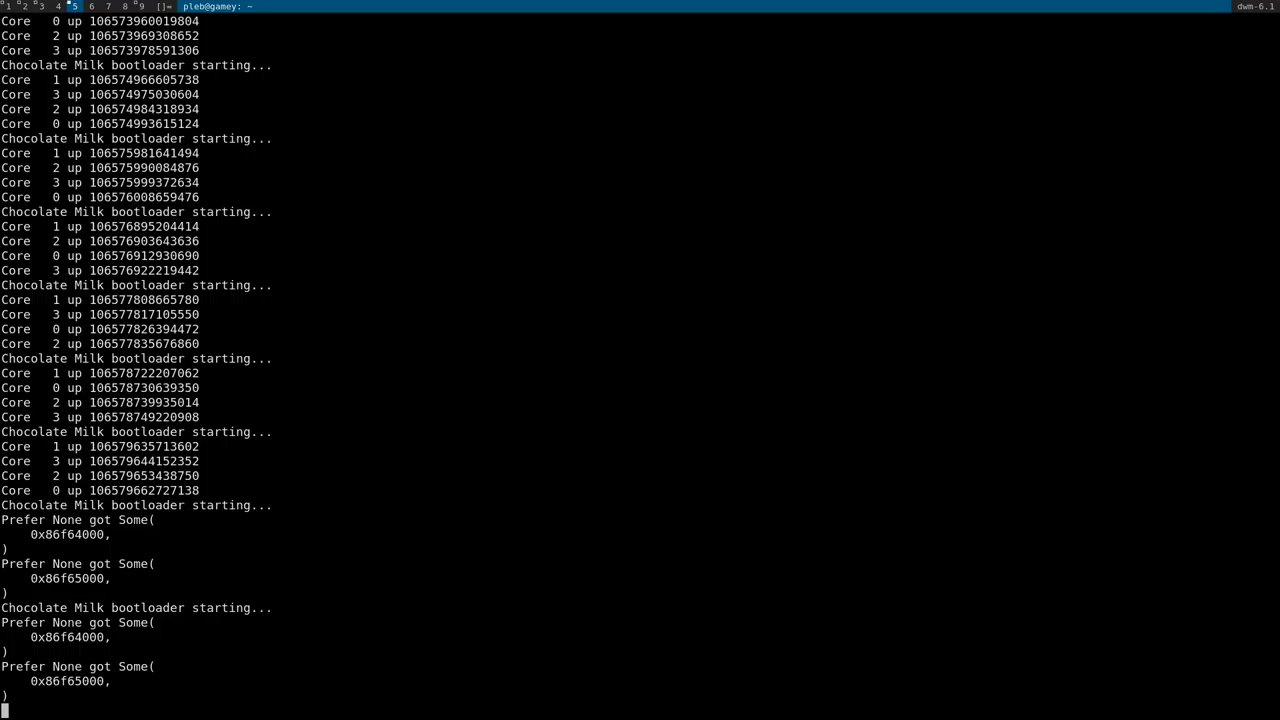 1 2 3 4 5 6 7 8 9 []= pleb@gamey: ~ dwm-6.1
Core   0 up 106573960019804
Core   2 up 106573969308652
Core   3 up 106573978591306
Chocolate Milk bootloader starting...
Core   1 up 106574966605738
Core   3 up 106574975030604
Core   2 up 106574984318934
Core   0 up 106574993615124
Chocolate Milk bootloader starting...
Core   1 up 106575981641494
Core   2 up 106575990084876
Core   3 up 106575999372634
Core   0 up 106576008659476
Chocolate Milk bootloader starting...
Core   1 up 106576895204414
Core   2 up 106576903643636
Core   0 up 106576912930690
Core   3 up 106576922219442
Chocolate Milk bootloader starting...
Core   1 up 106577808665780
Core   3 up 106577817105550
Core   0 up 106577826394472
Core   2 up 106577835676860
Chocolate Milk bootloader starting...
Core   1 up 106578722207062
Core   0 up 106578730639350
Core   2 up 106578739935014
Core   3 up 106578749220908
Chocolate Milk bootloader starting...
Core   1 up 106579635713602
Core   3 up 106579644152352
Core   2 up 106579653438750
Core   0 up 106579662727138
Chocolate Milk bootloader starting...
Prefer None got Some(
    0x86f64000,
)
Prefer None got Some(
    0x86f65000,
)
Chocolate Milk bootloader starting...
Prefer None got Some(
    0x86f64000,
)
Prefer None got Some(
    0x86f65000,
)